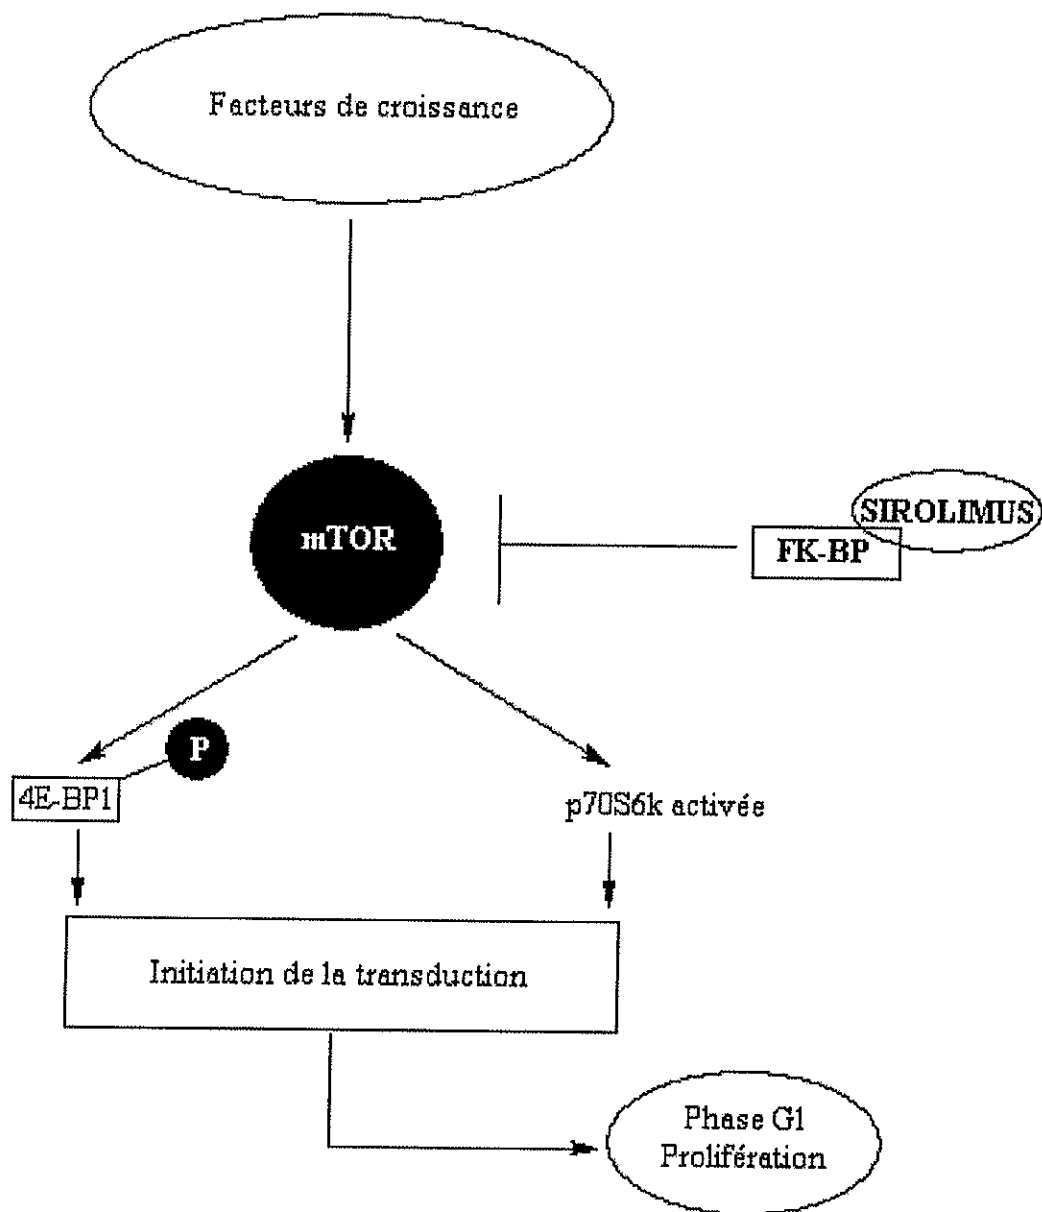 Facteurs de croissance
mTOR
SIROLIMUS
FK-BP
P
4E-BP1
p70S6k activée
Initiation de la transduction
Phase G1
Prolifération